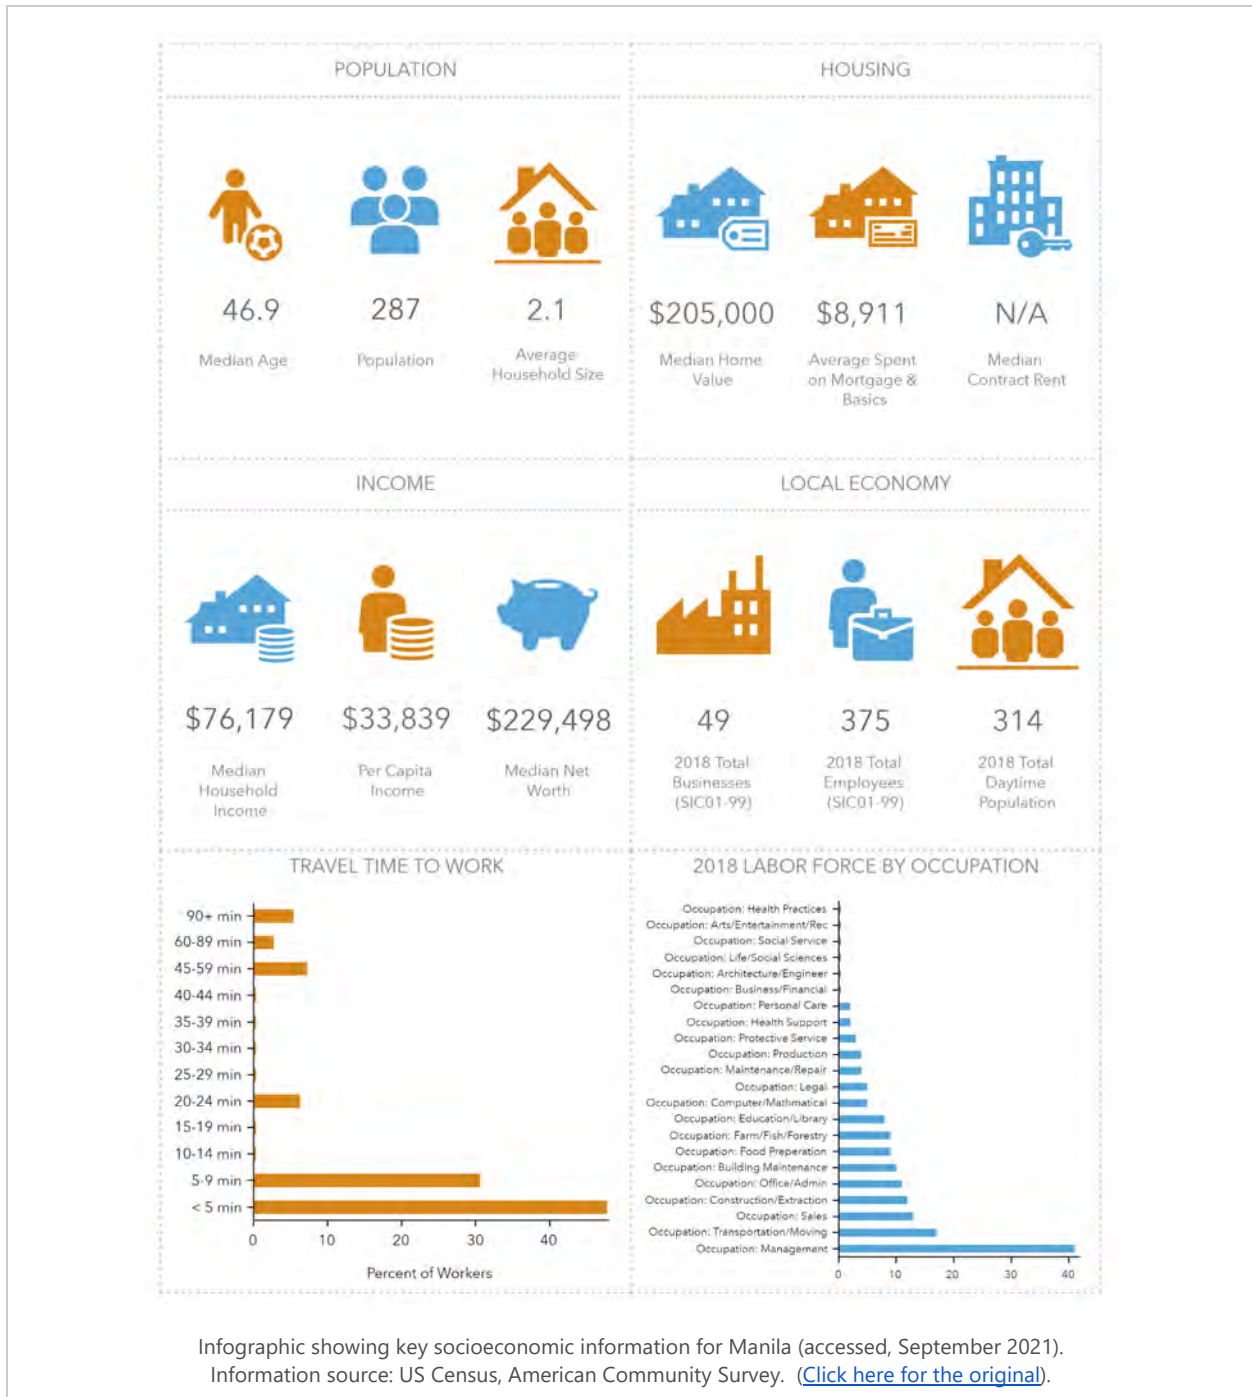 POPULATION
46.9
Median Age
287
Population
2.1
Average
Household Size
HOUSING
$205,000
Median Home
Value
$8,911
Average Spent
on Mortgage &
Basics
N/A
Median
Contract Rent
INCOME
$76,179
Median
Household
Income
$33,839
Per Capita
Income
$229,498
Median Net
Worth
LOCAL ECONOMY
49
2018 Total
Businesses
(SIC01-99)
375
2018 Total
Employees
(SIC01-99)
314
2018 Total
Daytime
Population
TRAVEL TIME TO WORK
90+ min
60-89 min
45-59 min
40-44 min
35-39 min
30-34 min
25-29 min
20-24 min
15-19 min
10-14 min
5-9 min
< 5 min
0 10 20 30 40
Percent of Workers
2018 LABOR FORCE BY OCCUPATION
Occupation: Health Practices
Occupation: Arts/Entertainment/Rec
Occupation: Social Service
Occupation: Life/Social Sciences
Occupation: Architecture/Engineer
Occupation: Business/Financial
Occupation: Personal Care
Occupation: Health Support
Occupation: Protective Service
Occupation: Production
Occupation: Maintenance/Repair
Occupation: Legal
Occupation: Computer/Mathmatical
Occupation: Education/Library
Occupation: Farm/Fish/Forestry
Occupation: Food Preperation
Occupation: Building Maintenance
Occupation: Office/Admin
Occupation: Construction/Extraction
Occupation: Sales
Occupation: Transportation/Moving
Occupation: Management
0 10 20 30 40
Infographic showing key socioeconomic information for Manila (accessed, September 2021).
Information source: US Census, American Community Survey. (Click here for the original).